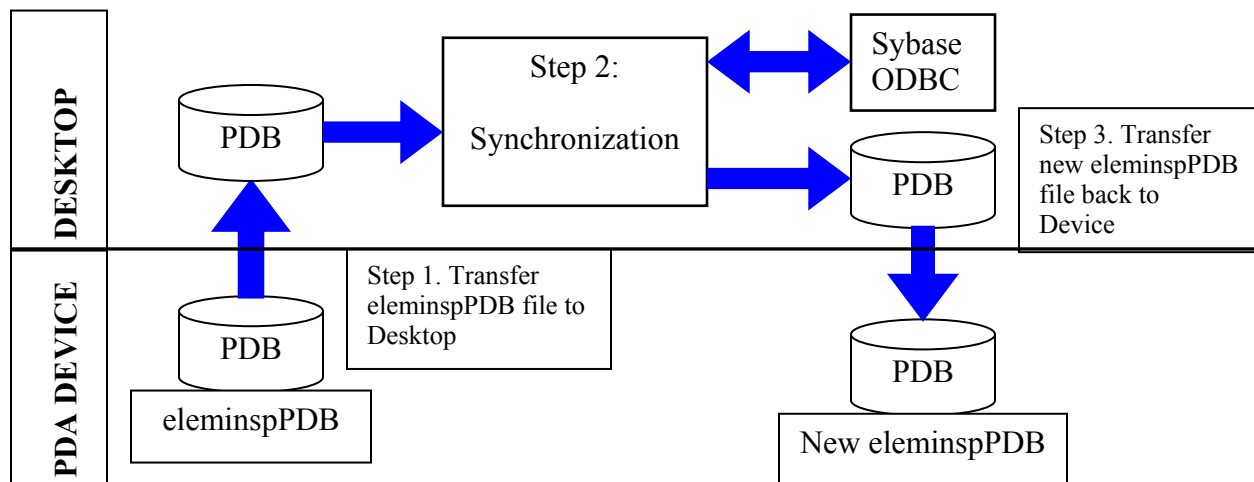 DESKTOP
PDB
Step 2:
Synchronization
Sybase
ODBC
PDB
Step 3. Transfer
new eleminspPDB
file back to
Device
PDA DEVICE
PDB
eleminspPDB
Step 1. Transfer
eleminspPDB file to
Desktop
PDB
New eleminspPDB